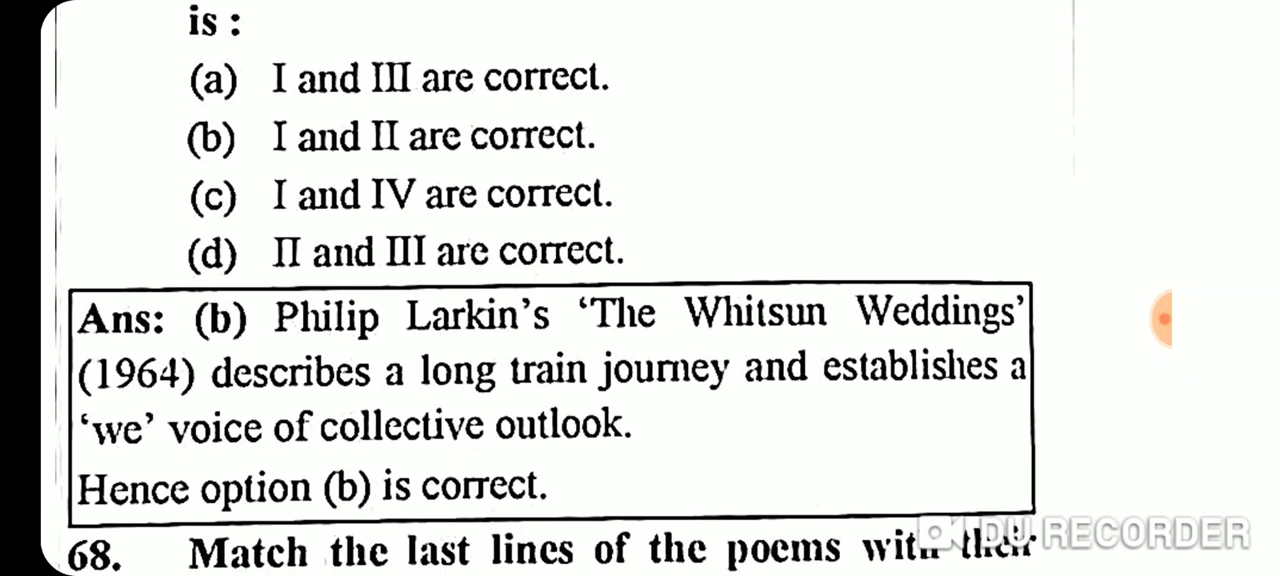 is :
(a) I and III are correct.
(b) I and II are correct.
(c) I and IV are correct.
(d) II and III are correct.
Ans: (b) Philip Larkin's 'The Whitsun Weddings'
(1964) describes a long train journey and establishes a
'we' voice of collective outlook.
Hence option (b) is correct.
68. Match the last lines of the poems with their
DU RECORDER